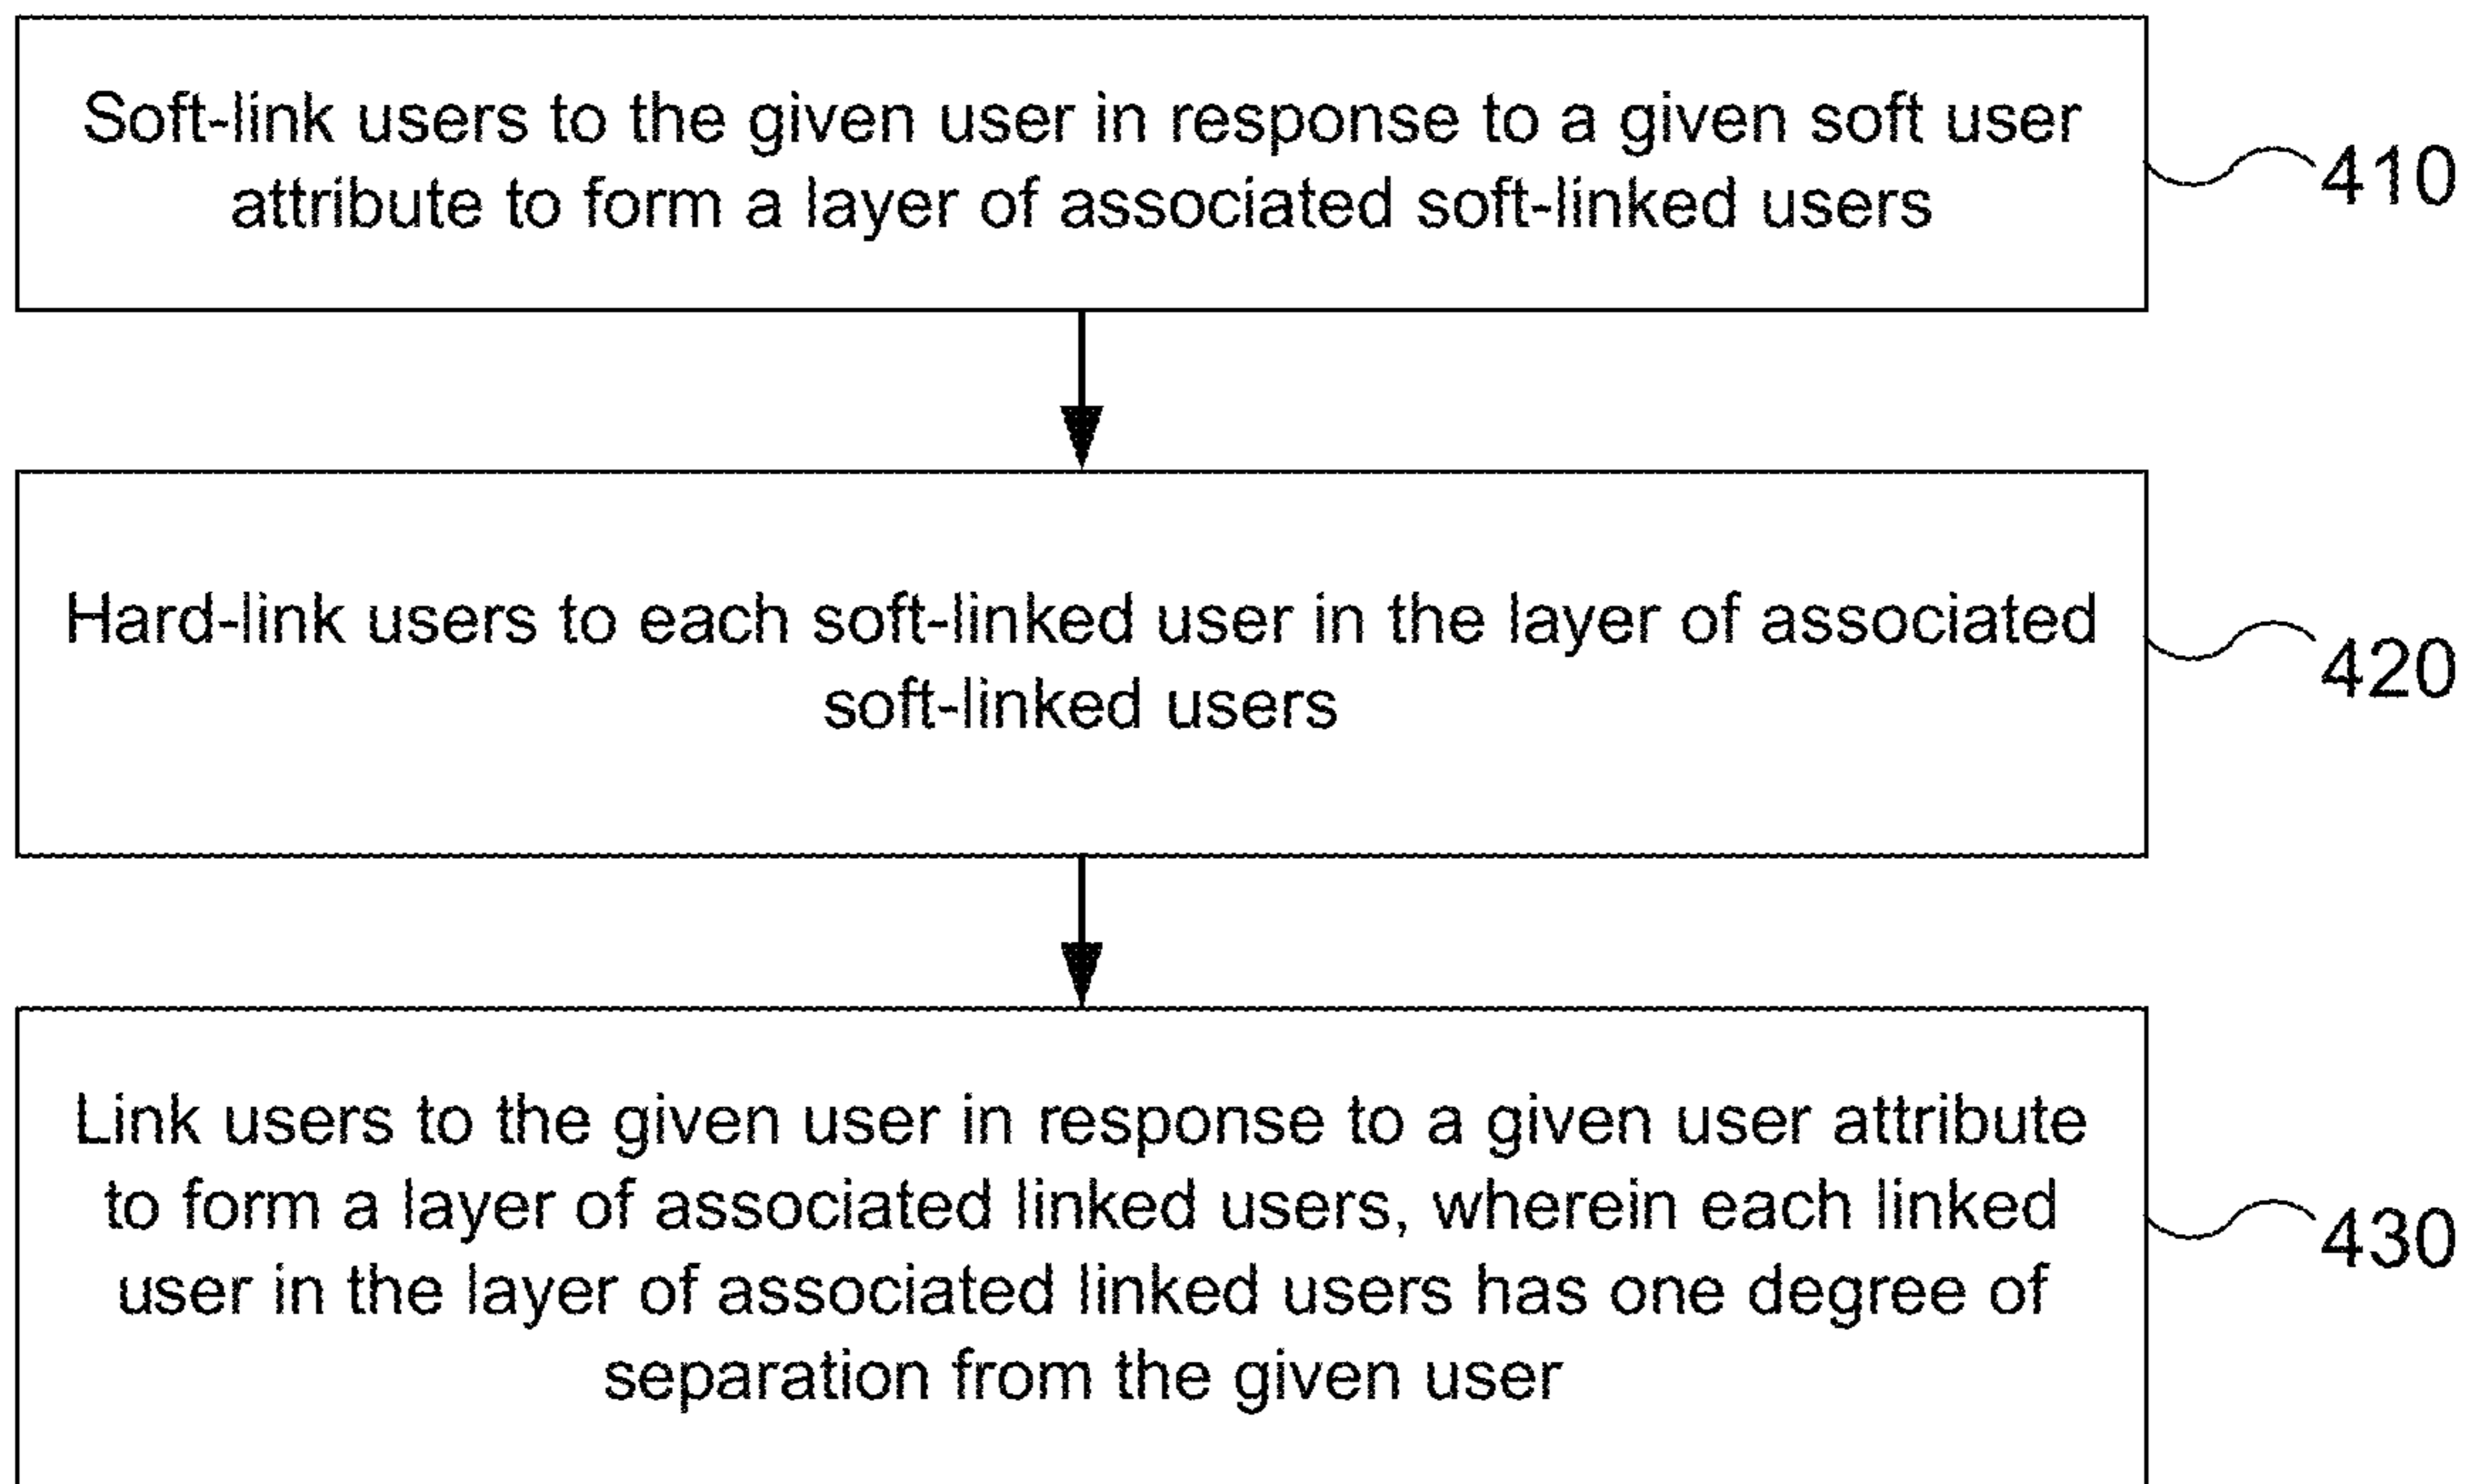 Soft-link users to the given user in response to a given soft user
attribute to form a layer of associated soft-linked users
410
Hard-link users to each soft-linked user in the layer of associated
soft-linked users
420
Link users to the given user in response to a given user attribute
to form a layer of associated linked users, wherein each linked
user in the layer of associated linked users has one degree of
separation from the given user
430